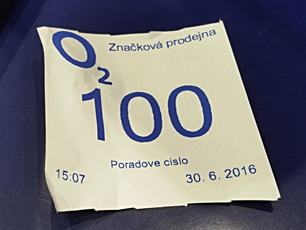 O2 Značková prodejna
100
Poradove cislo
15:07 30. 6. 2016